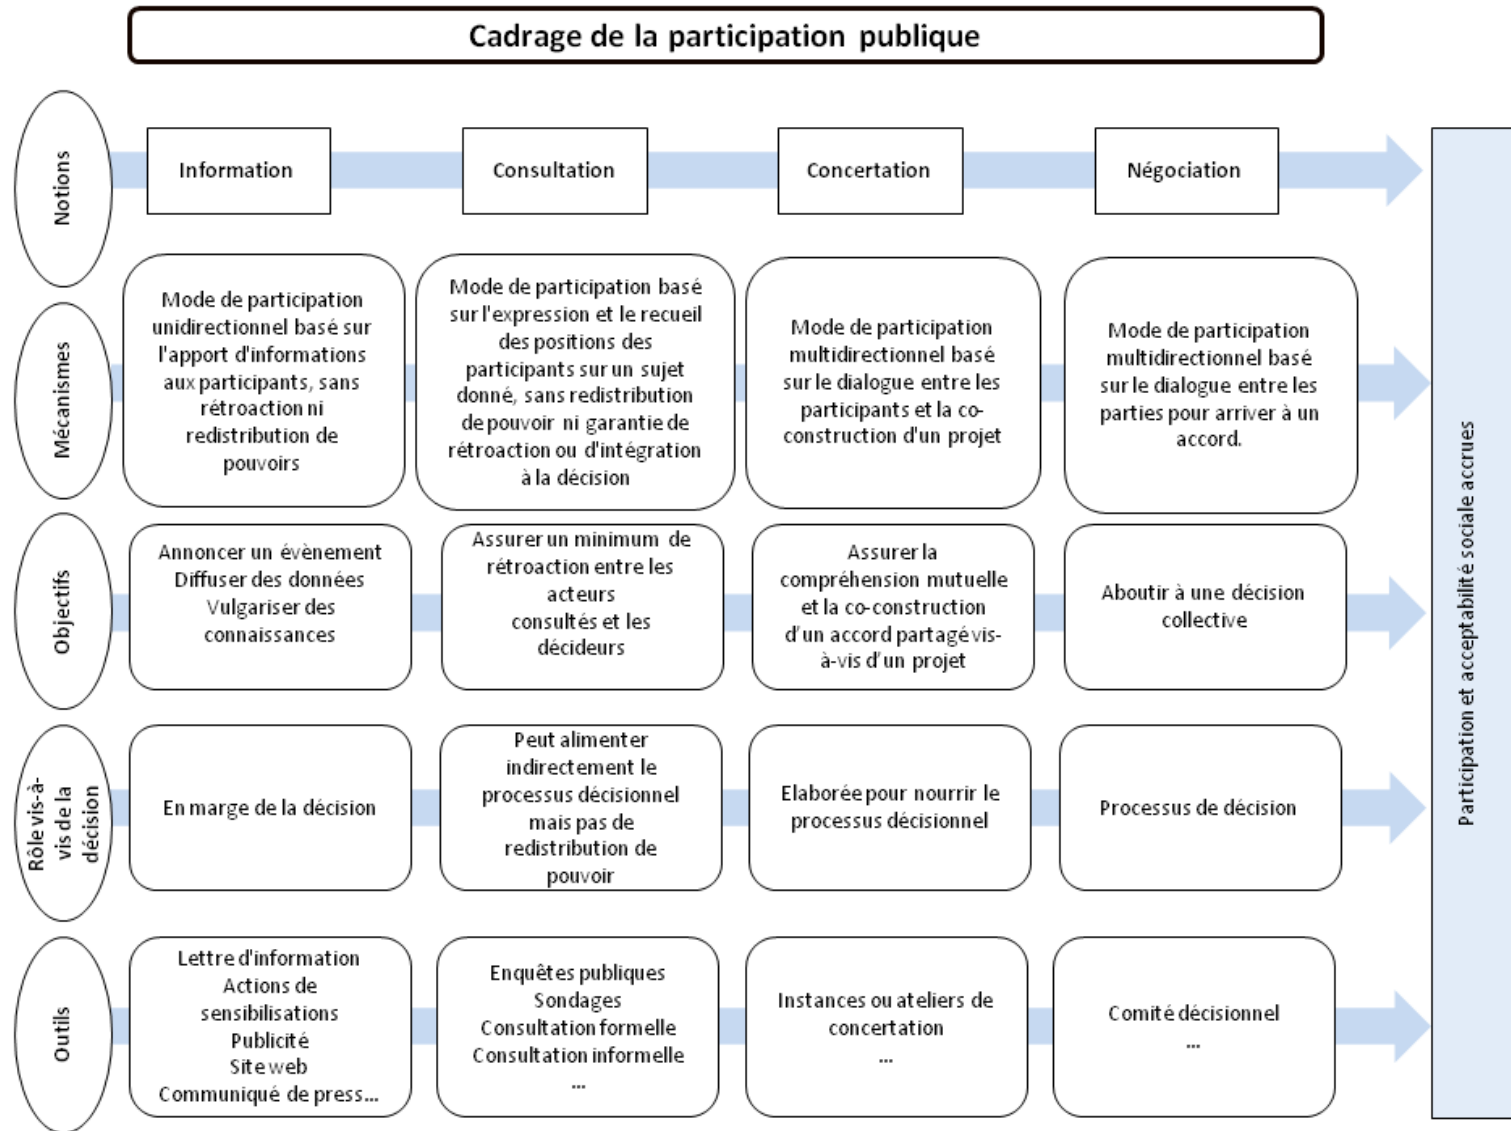 Cadrage de la participation publique
Notions
Information
Consultation
Concertation
Négociation
Mécanismes
Mode de participation
unidirectionnel basé sur
l'apport d'informations
aux participants, sans
rétroaction ni
redistribution de
pouvoirs
Mode de participation basé
sur l'expression et le recueil
des positions des
participants sur un sujet
donné, sans redistribution
de pouvoir ni garantie de
rétroaction ou d'intégration
à la décision
Mode de participation
multidirectionnel basé
sur le dialogue entre les
participants et la co-
construction d'un projet
Mode de participation
multidirectionnel basé
sur le dialogue entre les
parties pour arriver à un
accord.
Objectifs
Annoncer un évènement
Diffuser des données
Vulgariser des
connaissances
Assurer un minimum de
rétroaction entre les
acteurs
consultés et les
décideurs
Assurer la
compréhension mutuelle
et la co-construction
d'un accord partagé vis-
à-vis d'un projet
Aboutir à une décision
collective
Rôle vis-à-
vis de la
décision
En marge de la décision
Peut alimenter
indirectement le
processus décisionnel
mais pas de
redistribution de
pouvoir
Elaborée pour nourrir le
processus décisionnel
Processus de décision
Outils
Lettre d'information
Actions de
sensibilisations
Publicité
Site web
Communiqué de press...
Enquêtes publiques
Sondages
Consultation formelle
Consultation informelle
...
Instances ou ateliers de
concertation
...
Comité décisionnel
...
Participation et acceptabilité sociale accrues